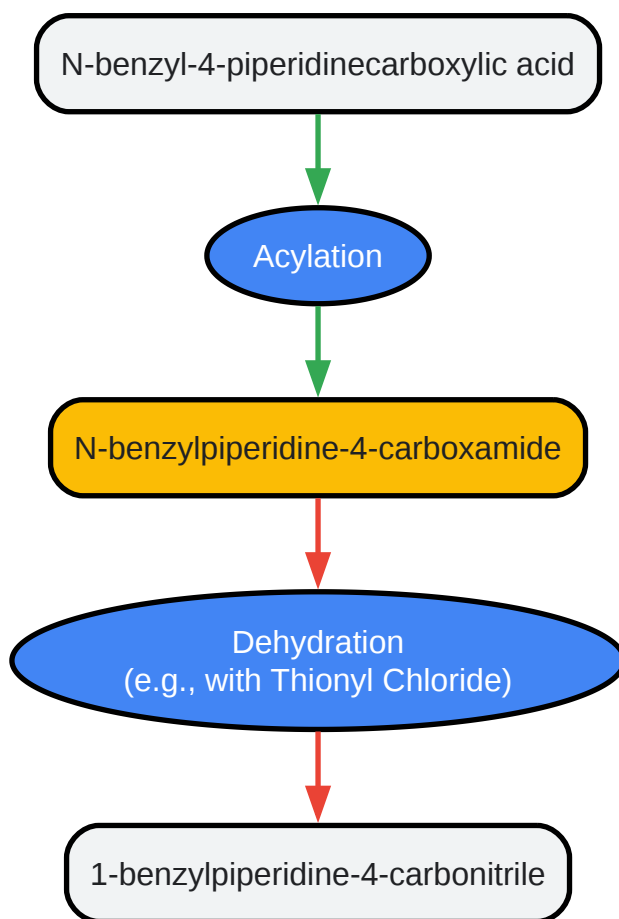 N-benzyl-4-piperidinecarboxylic acid
Acylation
N-benzylpiperidine-4-carboxamide
Dehydration
(e.g., with Thionyl Chloride)
1-benzylpiperidine-4-carbonitrile